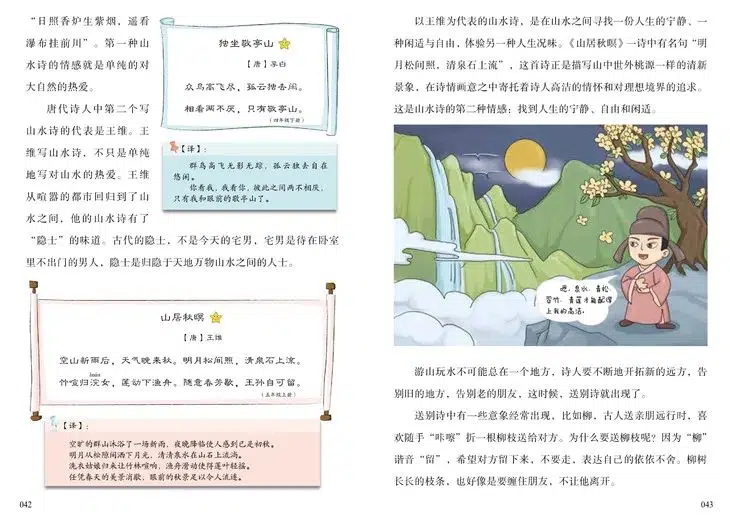 “日照香炉生紫烟，遥看
瀑布挂前川”。第一种山
水诗的情感就是单纯的对
大自然的热爱。
唐代诗人中第二个写
山水诗的代表是王维。王
维写山水诗，不只是单纯
地写对山水的热爱。王维
从喧嚣的都市回归到了山
水之间，他的山水诗有了
“隐士”的味道。古代的隐士，不是今天的宅男，宅男是待在卧室
里不出门的男人，隐士是归隐于天地万物山水之间的人士。
独坐敬亭山
【唐】李白
众鸟高飞尽，孤云独去闲。
相看两不厌，只有敬亭山。
（四年级下册）
【译】：
群鸟高飞无影无踪，孤云独去自在
悠闲。
你看我，我看你，彼此之间两不相厌，
只有我和眼前的敬亭山了。
山居秋暝
【唐】王维
空山新雨后，天气晚来秋。明月松间照，清泉石上流。
huàn
竹喧归浣女，莲动下渔舟。随意春芳歇，王孙自可留。
（五年级上册）
【译】：
空旷的群山沐浴了一场新雨，夜晚降临使人感到已是初秋。
明月从松隙间洒下月光，清清泉水在山石上流淌。
洗衣姑娘归来让竹林喧响，渔舟滑动使得莲叶轻摇。
任凭春天的美景消歇，眼前的秋景足以令人流连。
042
以王维为代表的山水诗，是在山水之间寻找一份人生的宁静、一
种闲适与自由，体验另一种人生况味。《山居秋暝》一诗中有名句“明
月松间照，清泉石上流”，这首诗正是描写山中世外桃源一样的清新
景象，在诗情画意之中寄托着诗人高洁的情怀和对理想境界的追求。
这是山水诗的第二种情感：找到人生的宁静、自由和闲适。
嗯，泉水、青松、
翠竹、青莲才能配得
上我的高洁。
游山玩水不可能总在一个地方，诗人要不断地开拓新的远方，告
别旧的地方，告别老的朋友，这时候，送别诗就出现了。
送别诗中有一些意象经常出现，比如柳，古人送亲朋远行时，喜
欢随手“咔嚓”折一根柳枝送给对方。为什么要送柳枝呢？因为“柳”
谐音“留”，希望对方留下来，不要走，表达自己的依依不舍。柳树
长长的枝条，也好像是要缠住朋友，不让他离开。
043